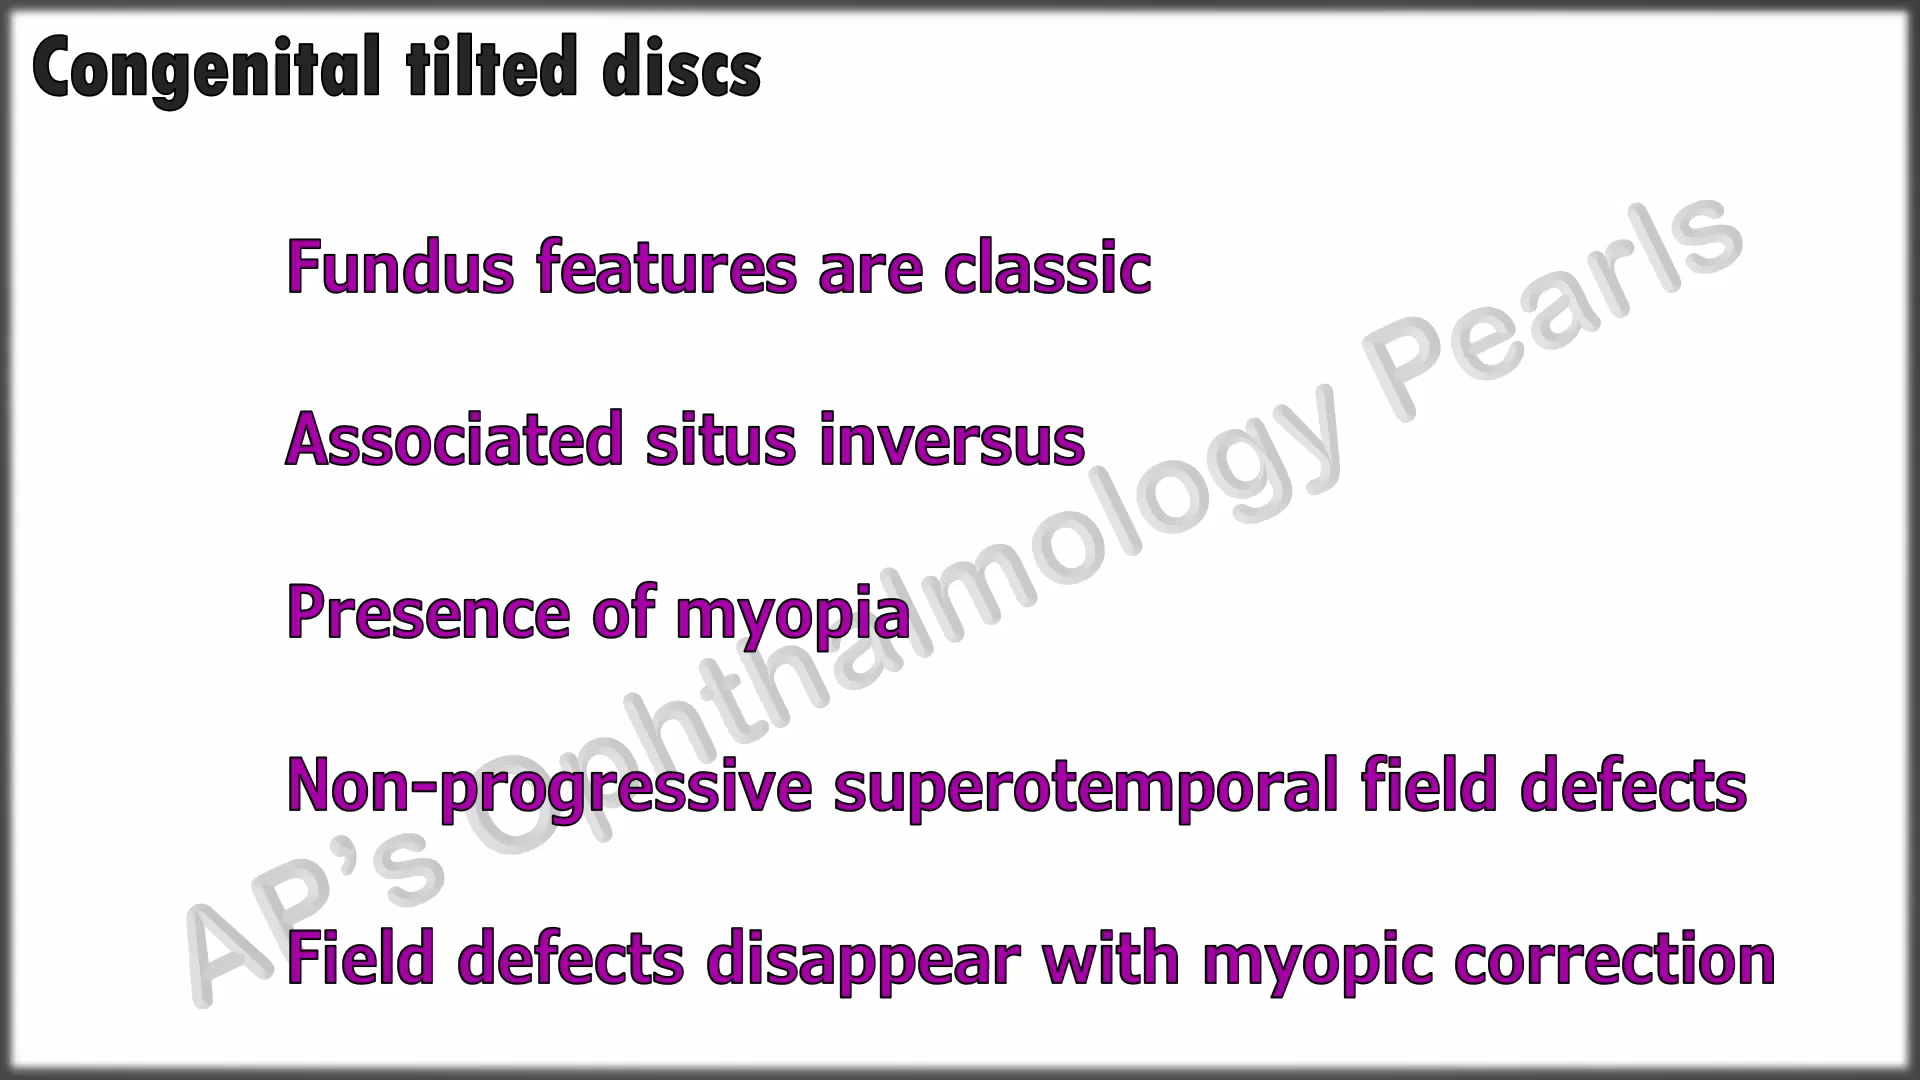 Congenital tilted discs
Fundus features are classic
Associated situs inversus
Presence of myopia
Non-progressive superotemporal field defects
Field defects disappear with myopic correction
AP's Ophthalmology Pearls